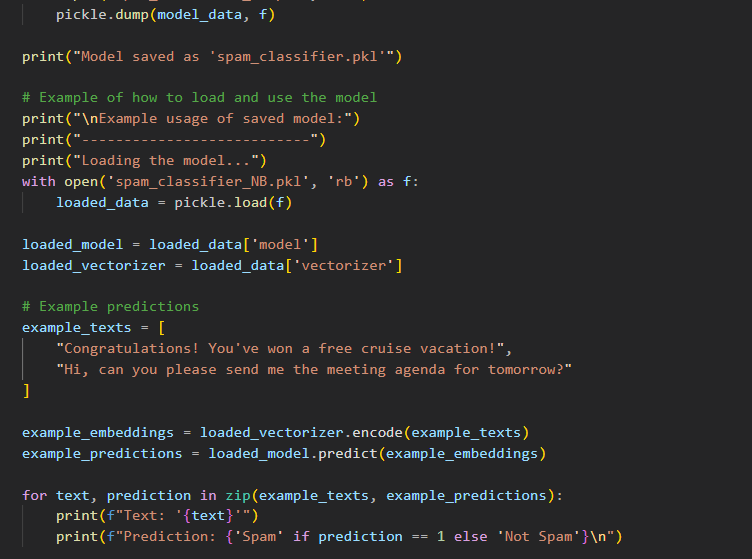 pickle.dump(model_data, f)
print("Model saved as 'spam_classifier.pkl'")
# Example of how to load and use the model
print("\nExample usage of saved model:")
print("---------------------------")
print("Loading the model...")
with open('spam_classifier_NB.pkl', 'rb') as f:
    loaded_data = pickle.load(f)
loaded_model = loaded_data['model']
loaded_vectorizer = loaded_data['vectorizer']
# Example predictions
example_texts = [
    "Congratulations! You've won a free cruise vacation!",
    "Hi, can you please send me the meeting agenda for tomorrow?"
]
example_embeddings = loaded_vectorizer.encode(example_texts)
example_predictions = loaded_model.predict(example_embeddings)
for text, prediction in zip(example_texts, example_predictions):
    print(f"Text: '{text}'")
    print(f"Prediction: {'Spam' if prediction == 1 else 'Not Spam'}\n")